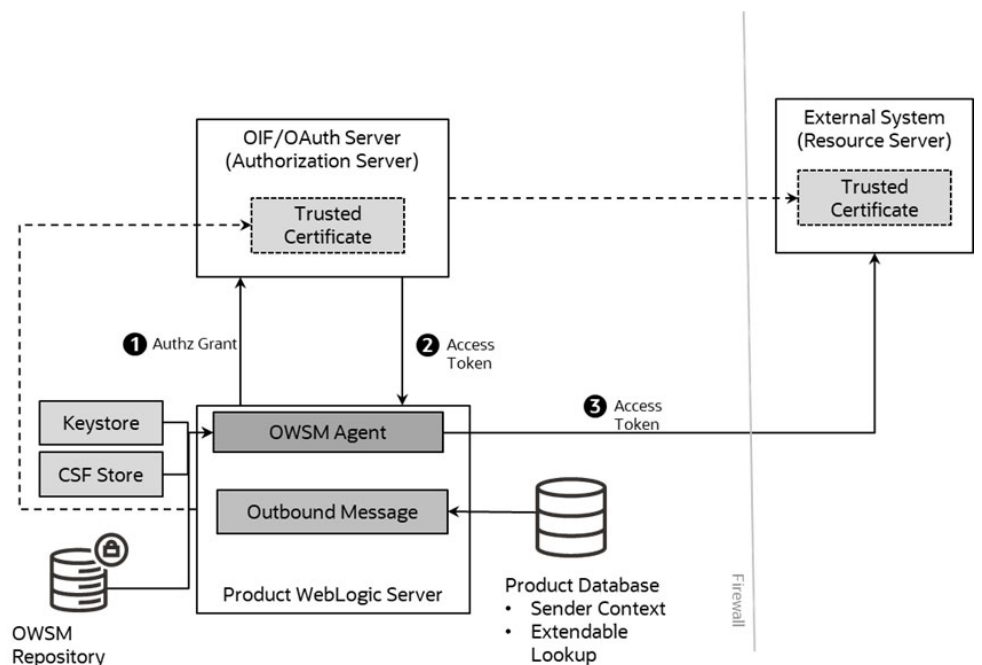 OIF/OAuth Server
(Authorization Server)
Trusted
Certificate
External System
(Resource Server)
Trusted
Certificate
1 Authz Grant
2 Access
Token
3 Access
Token
Keystore
CSF Store
OWSM Agent
Outbound Message
Product WebLogic Server
OWSM
Repository
Product Database
• Sender Context
• Extendable
Lookup
Firewall